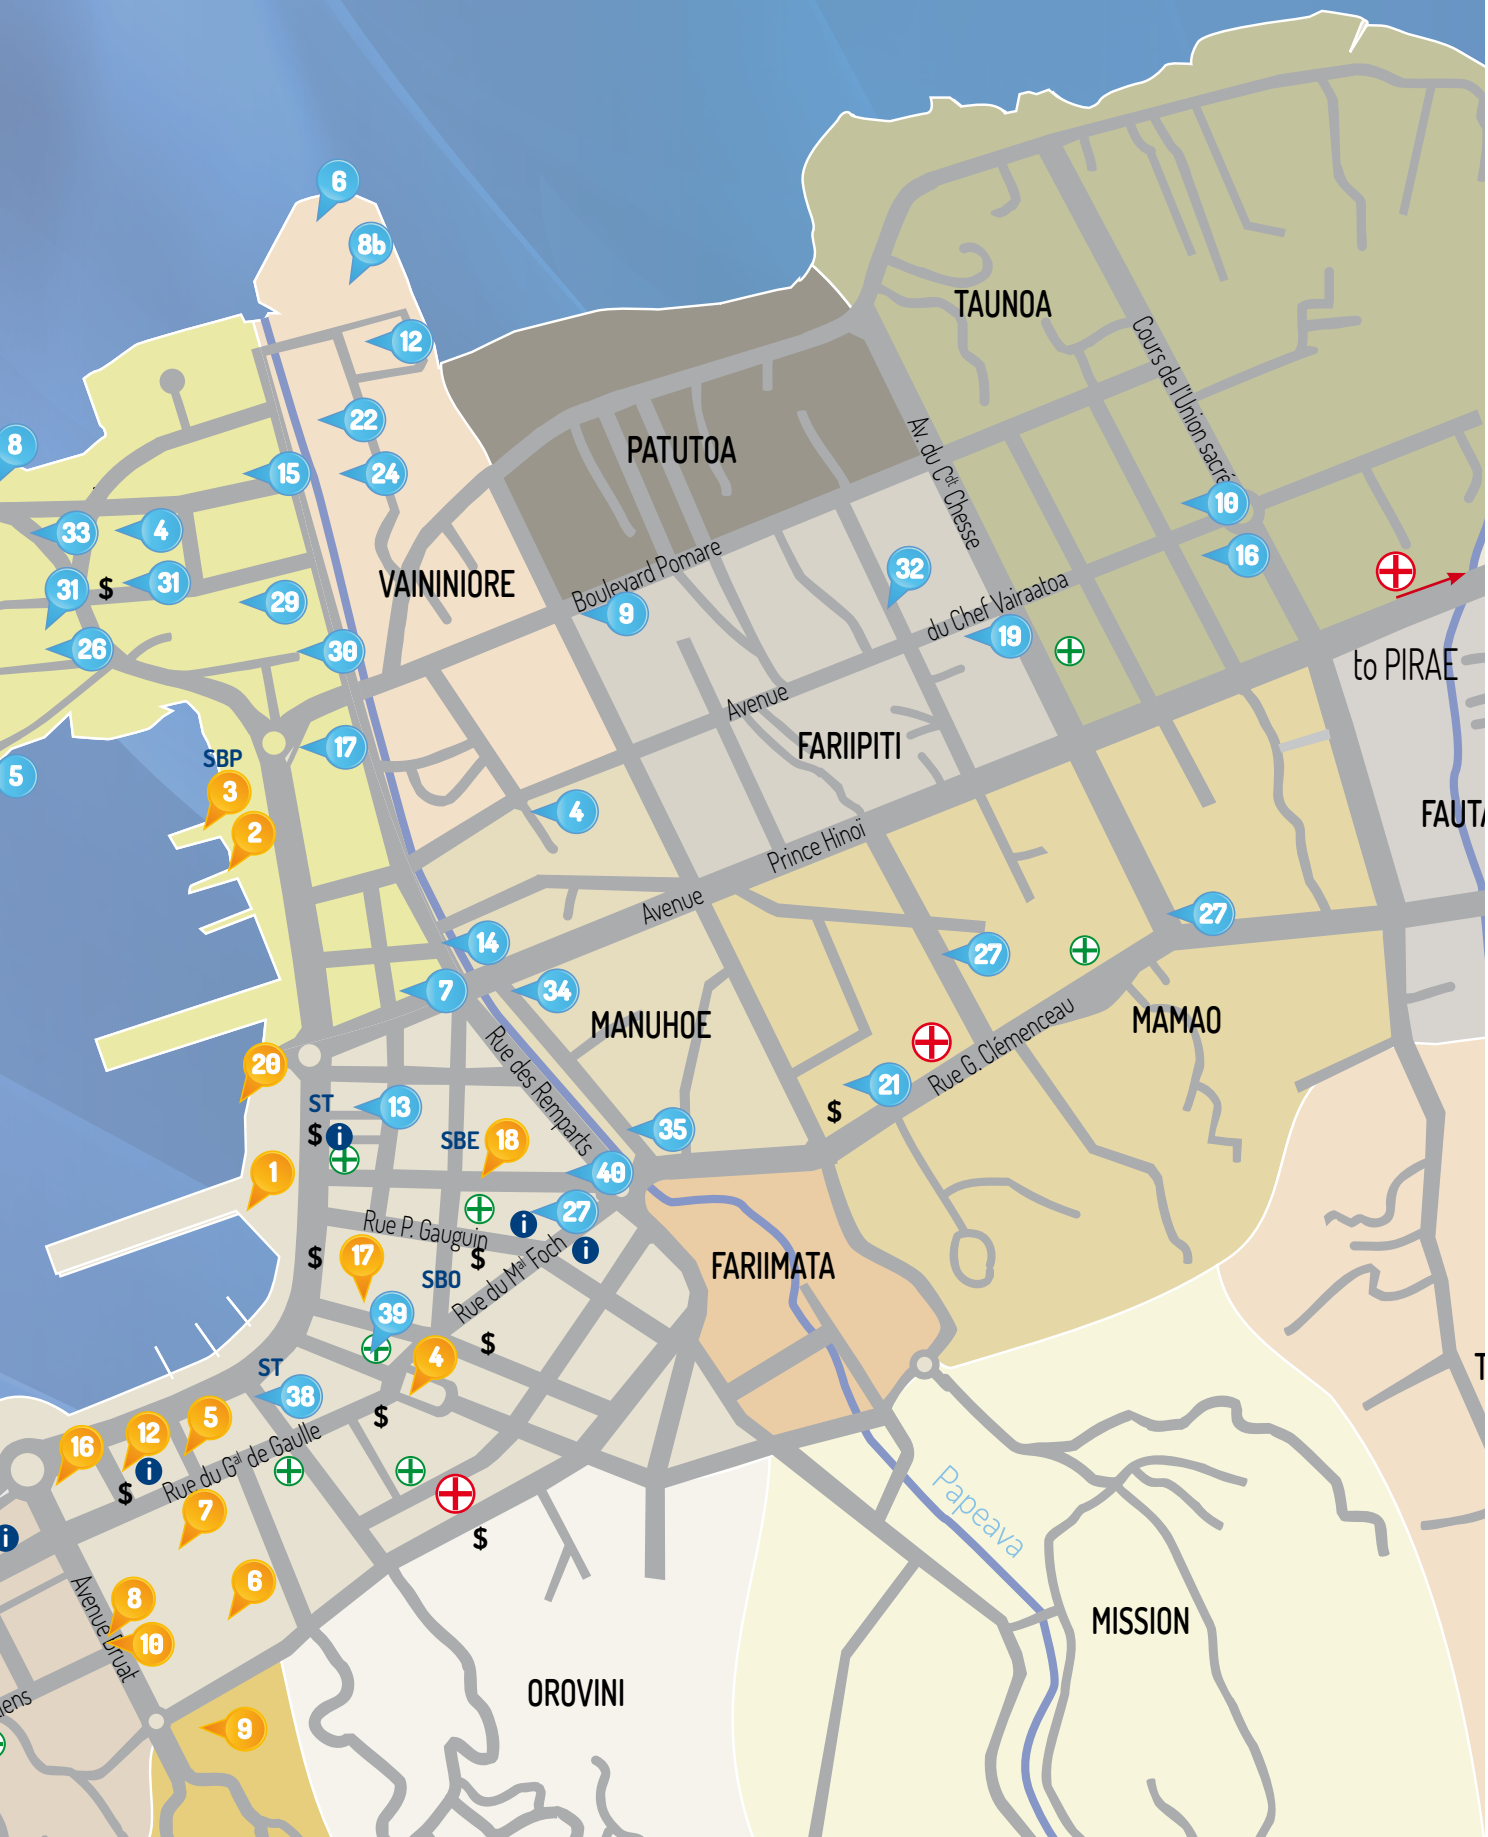 6
8b
TAUNOA
12
Cours de l'Union sacrée
22
8
PATUTOA
Av. du Cdt Chesse
15
24
10
33
4
16
Boulevard Pomare
32
31
$
31
VAININIORE
29
9
du Chef Vairaatoa
19
26
30
to PIRAE
Avenue
17
FARIIPITI
SBP
5
3
4
2
Prince Hinoï
FAUTA
Avenue
27
14
27
7
34
MANUHOE
MAMAO
Rue des Remparts
Rue G. Clémenceau
20
21
ST
13
$
$
i
SBE
18
35
1
40
Rue P. Gauguin
i
27
17
$
$
i
Rue du Mal Foch
SBO
FARIIMATA
39
$
4
ST
38
T
5
$
12
16
Rue du Gal de Gaulle
i
$
Papeava
7
i
$
6
Avenue Bruat
8
MISSION
10
OROVINI
iens
9